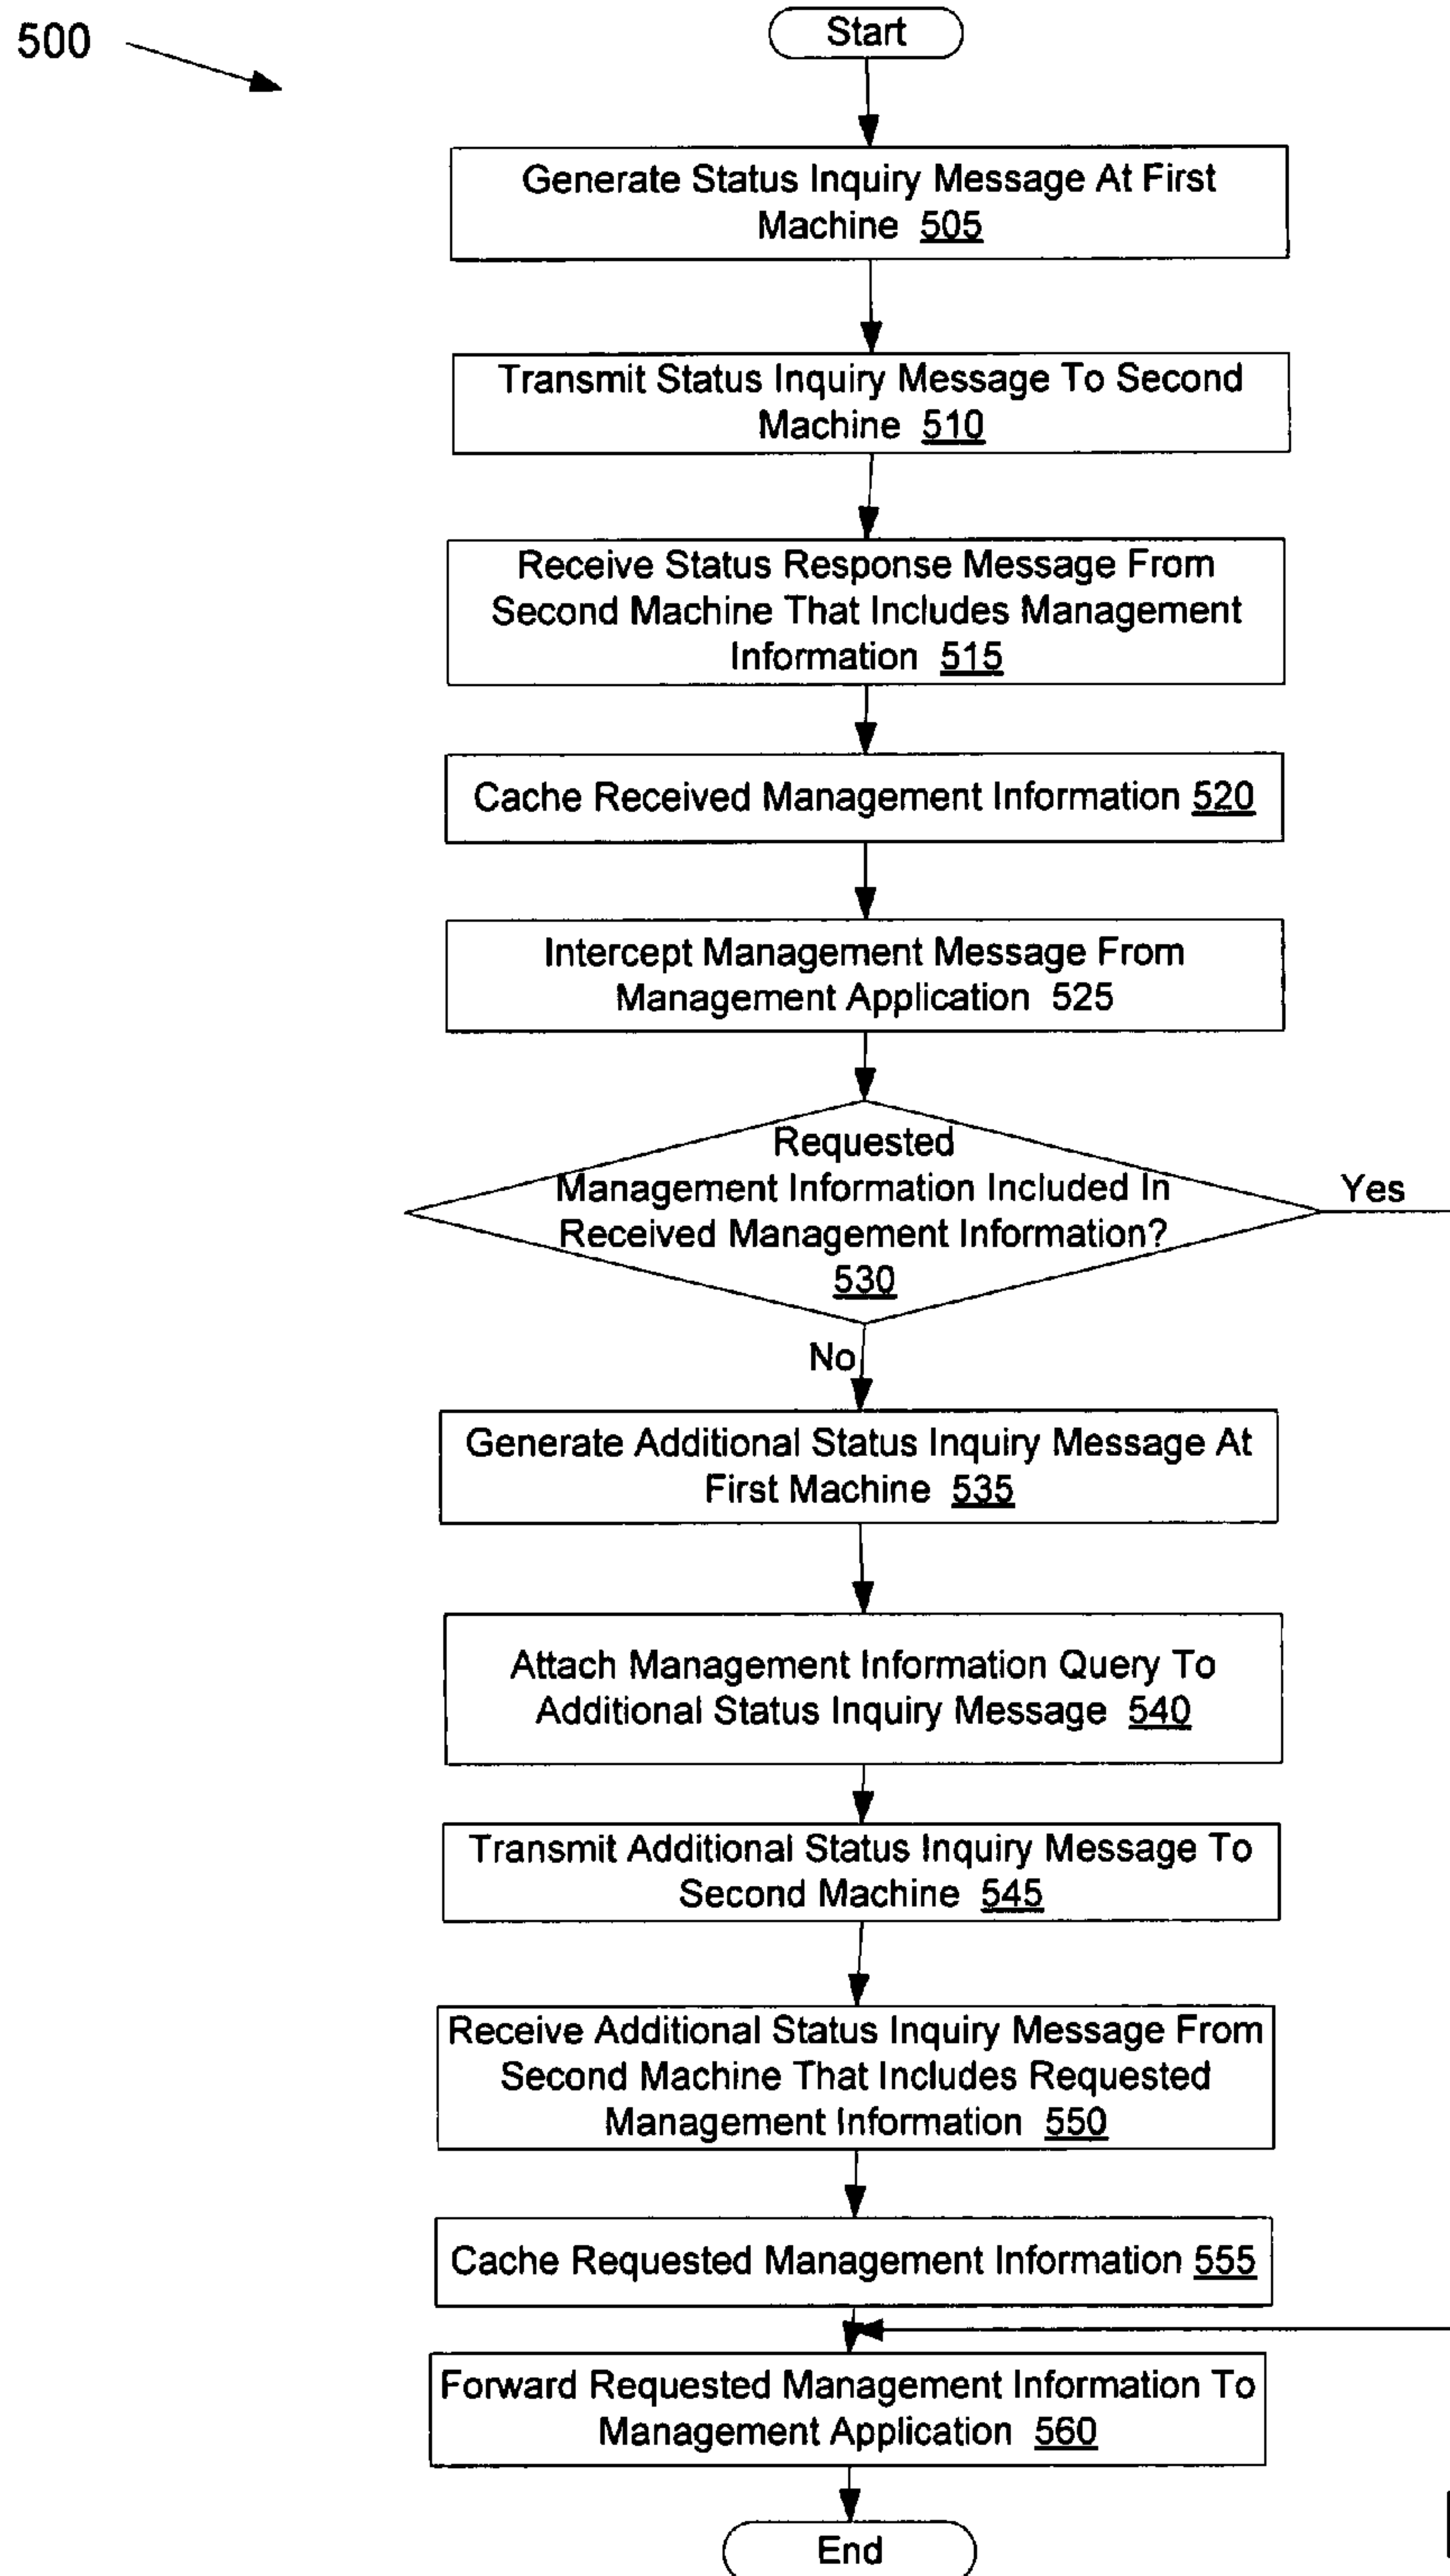 500
Start
Generate Status Inquiry Message At First
Machine 505
Transmit Status Inquiry Message To Second
Machine 510
Receive Status Response Message From
Second Machine That Includes Management
Information 515
Cache Received Management Information 520
Intercept Management Message From
Management Application 525
Requested
Management Information Included In
Received Management Information?
530
Yes
No
Generate Additional Status Inquiry Message At
First Machine 535
Attach Management Information Query To
Additional Status Inquiry Message 540
Transmit Additional Status Inquiry Message To
Second Machine 545
Receive Additional Status Inquiry Message From
Second Machine That Includes Requested
Management Information 550
Cache Requested Management Information 555
Forward Requested Management Information To
Management Application 560
End